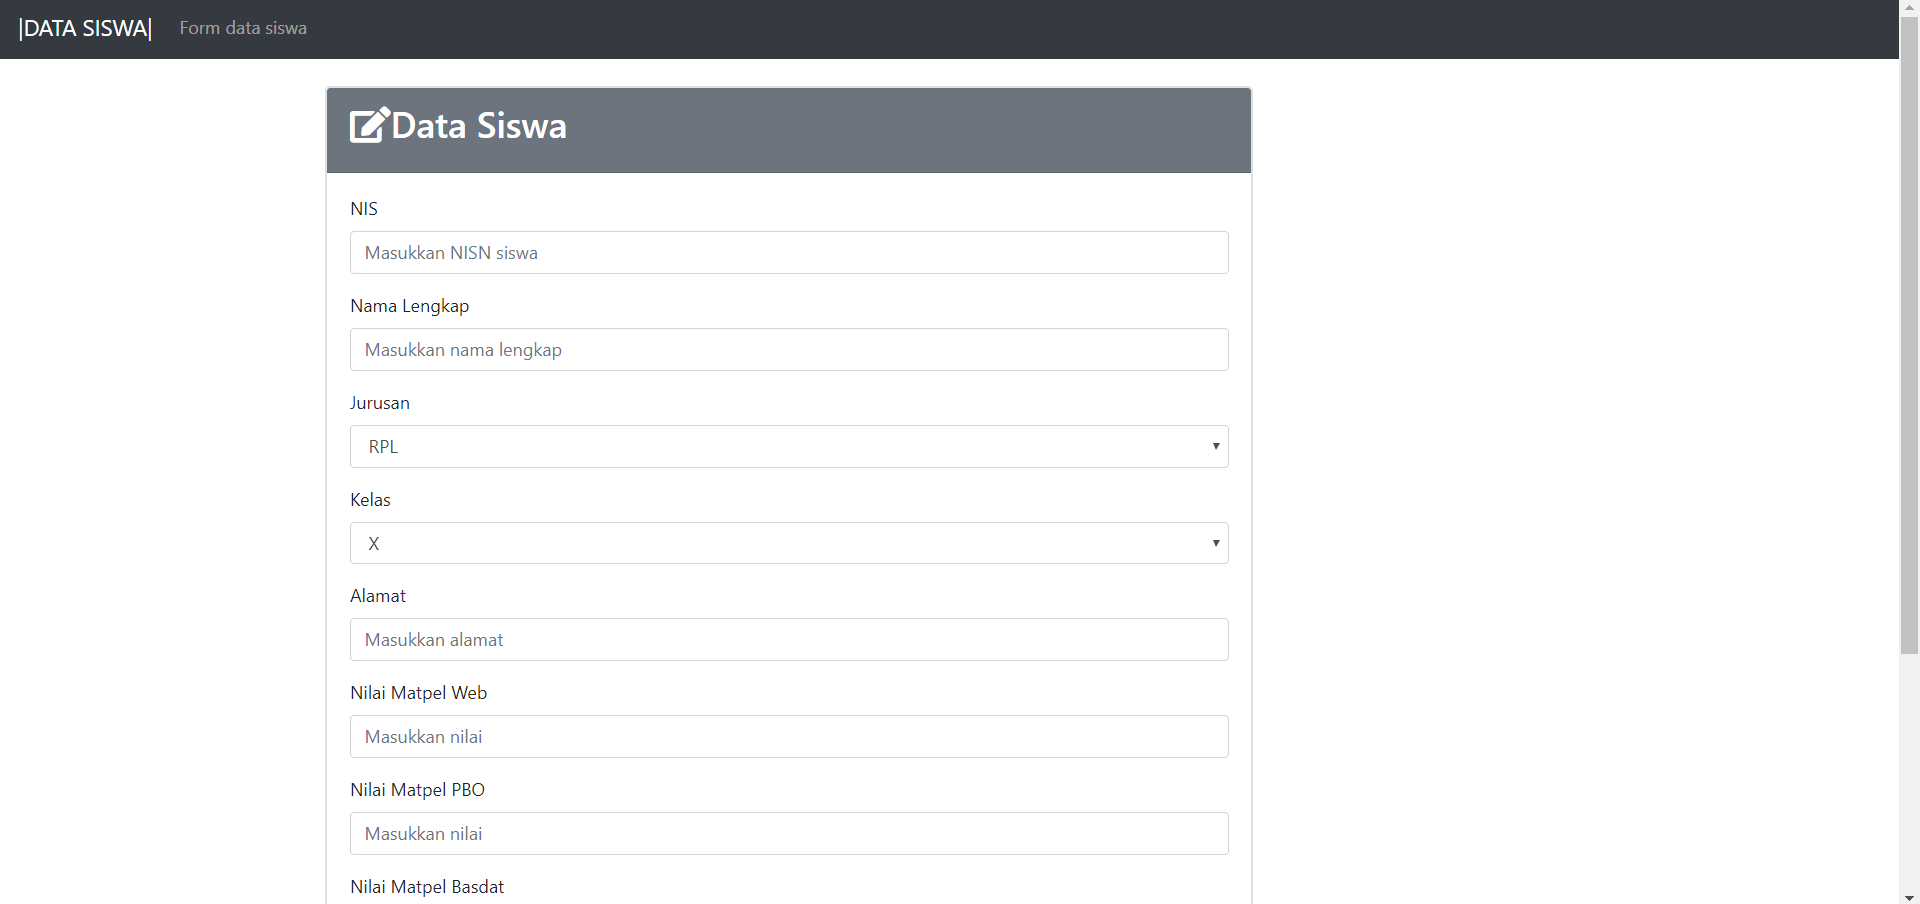 |DATA SISWA| Form data siswa
Data Siswa
NIS
Masukkan NISN siswa
Nama Lengkap
Masukkan nama lengkap
Jurusan
RPL
Kelas
X
Alamat
Masukkan alamat
Nilai Matpel Web
Masukkan nilai
Nilai Matpel PBO
Masukkan nilai
Nilai Matpel Basdat